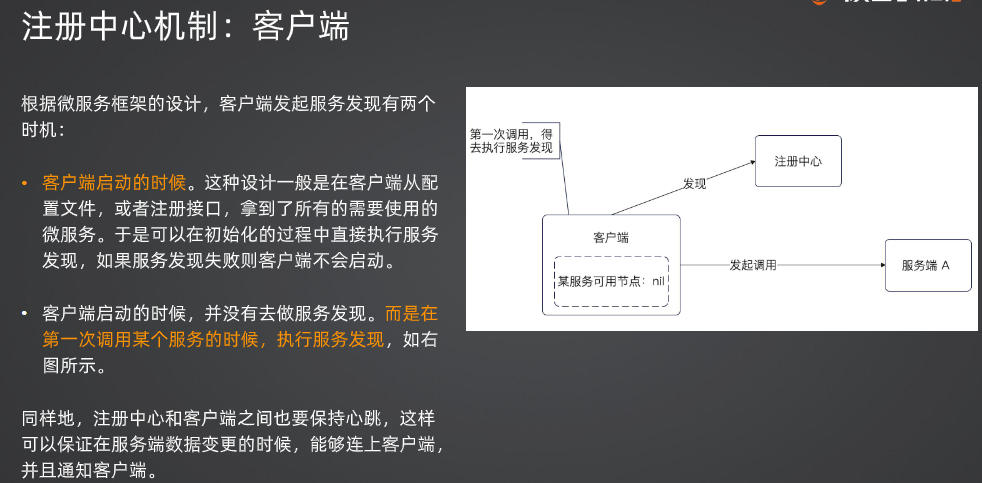 注册中心机制：客户端
根据微服务框架的设计，客户端发起服务发现有两个
时机：
• 客户端启动的时候。这种设计一般是在客户端从配
置文件，或者注册接口，拿到了所有的需要使用的
微服务。于是可以在初始化的过程中直接执行服务
发现，如果服务发现失败则客户端不会启动。
• 客户端启动的时候，并没有去做服务发现。而是在
第一次调用某个服务的时候，执行服务发现，如右
图所示。
同样地，注册中心和客户端之间也要保持心跳，这样
可以保证在服务端数据变更的时候，能够连上客户端，
并且通知客户端。
第一次调用，得
去执行服务发现
注册中心
发现
客户端
某服务可用节点：nil
发起调用
服务端 A